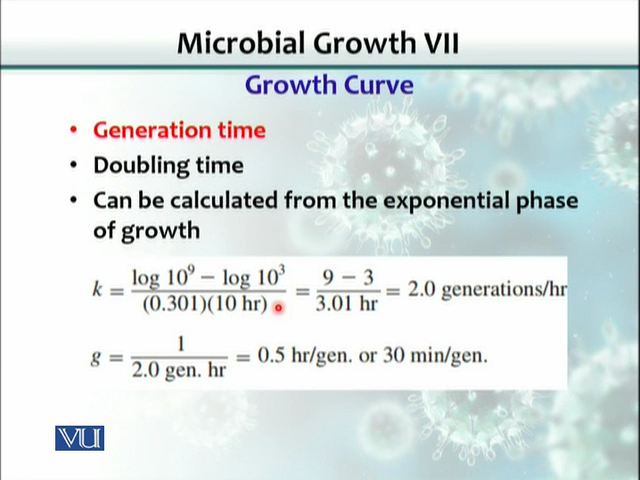 Microbial Growth VII
Growth Curve
• Generation time
• Doubling time
• Can be calculated from the exponential phase
of growth
k = log 10⁹ − log 10³ / (0.301)(10 hr) = 9 − 3 / 3.01 hr = 2.0 generations/hr
g = 1 / 2.0 gen. hr = 0.5 hr/gen. or 30 min/gen.
VU